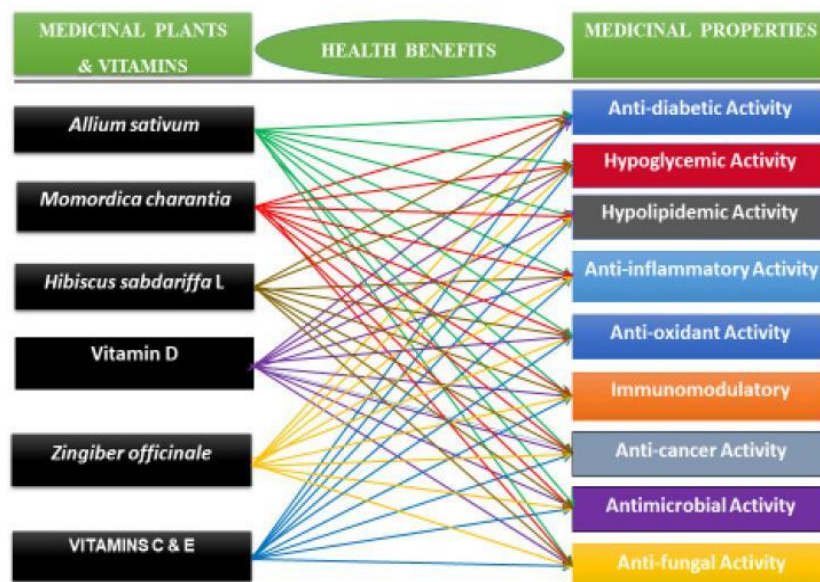 MEDICINAL PLANTS
& VITAMINS
HEALTH BENEFITS
MEDICINAL PROPERTIES
Allium sativum
Momordica charantia
Hibiscus sabdariffa L
Vitamin D
Zingiber officinale
VITAMINS C & E
Anti-diabetic Activity
Hypoglycemic Activity
Hypolipidemic Activity
Anti-inflammatory Activity
Anti-oxidant Activity
Immunomodulatory
Anti-cancer Activity
Antimicrobial Activity
Anti-fungal Activity